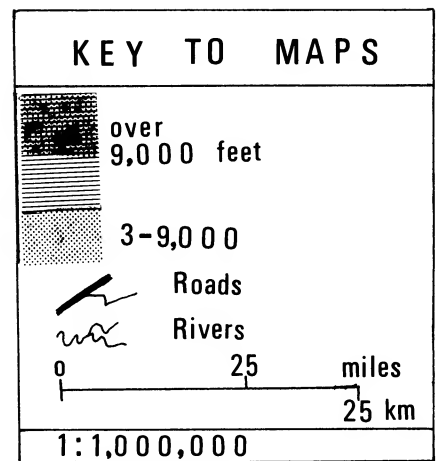 KEY TO MAPS
over
9,000 feet
3-9,000
Roads
Rivers
0 25 miles
25 km
1:1,000,000